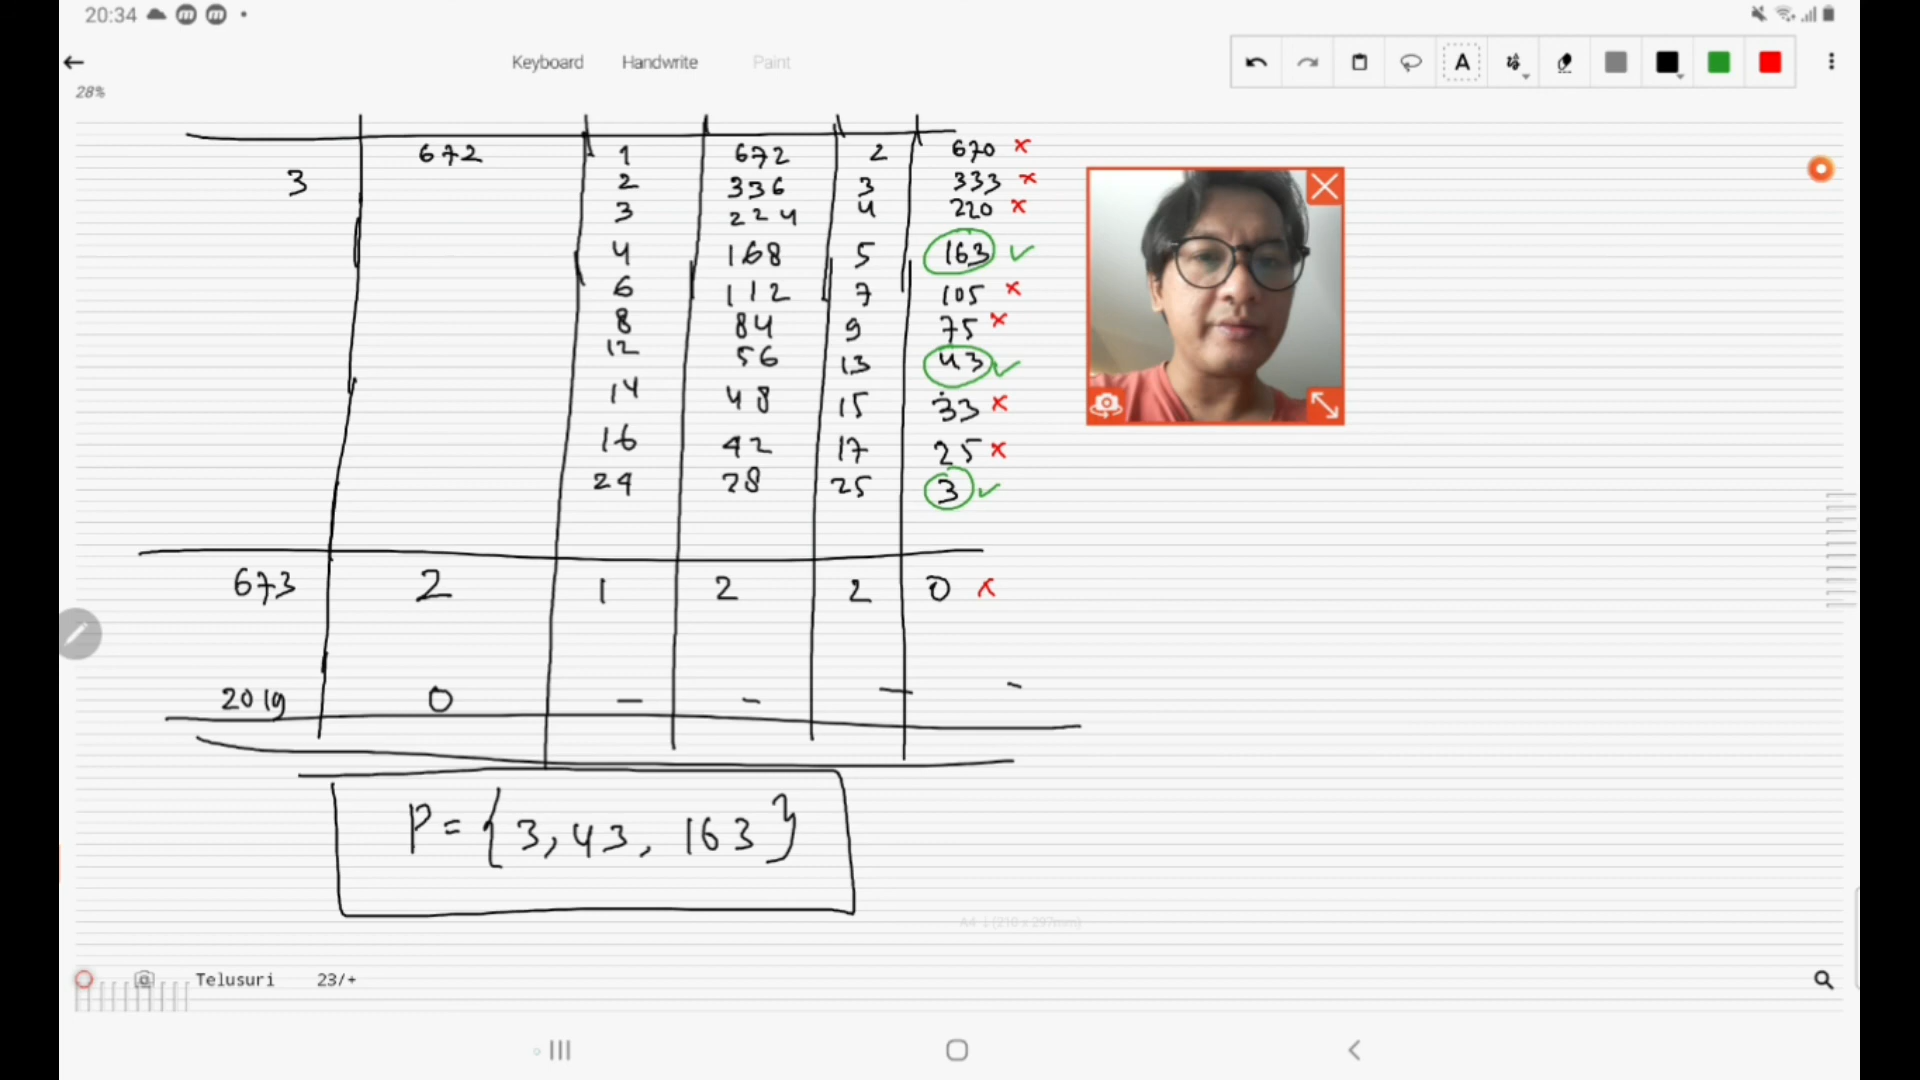 20:34
Keyboard Handwrite Paint
A
28%
672 1 672 2 670 ×
3 2 336 3 333 ×
3 224 4 220 ×
4 168 5 163 ✓
6 112 7 105 ×
8 84 9 75 ×
12 56 13 43 ✓
14 48 15 33 ×
16 42 17 25 ×
24 28 25 3 ✓
673 2 1 2 2 0 ×
2019 0 – – – –
P = {3, 43, 163}
A4 ↓ (210 x 297mm)
Telusuri 23/+